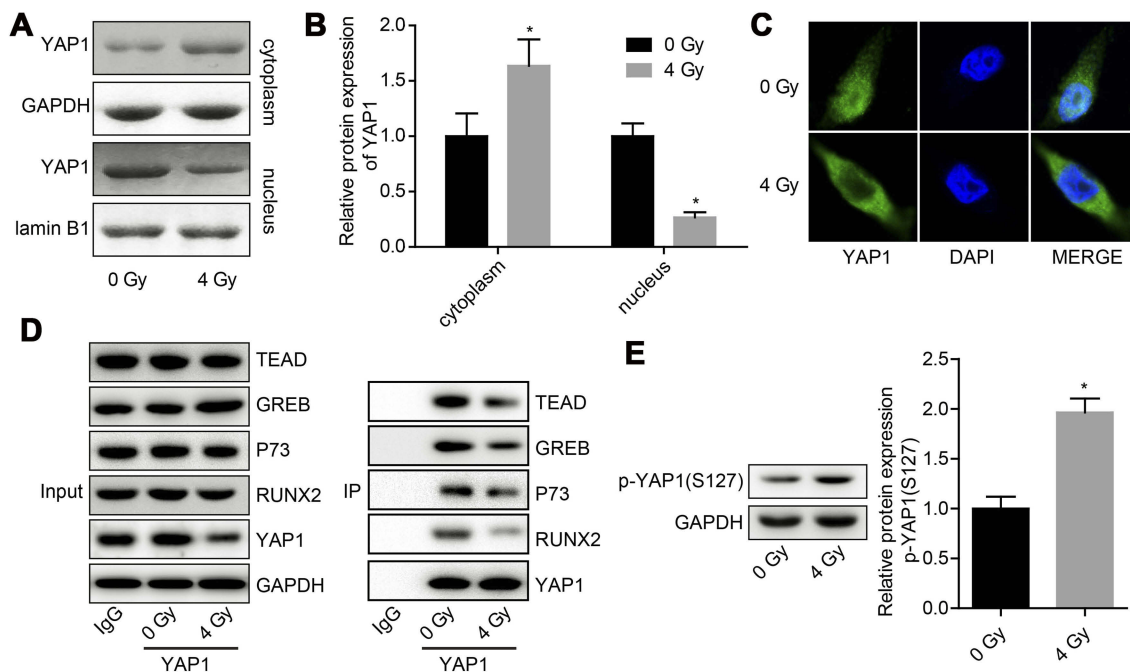 A
YAP1
GAPDH
cytoplasm
YAP1
lamin B1
nucleus
0 Gy
4 Gy
B
Relative protein expression
of YAP1
2.0
1.5
1.0
0.5
0.0
*
*
0 Gy
4 Gy
cytoplasm
nucleus
C
0 Gy
4 Gy
YAP1
DAPI
MERGE
D
Input
TEAD
GREB
P73
RUNX2
YAP1
GAPDH
IgG
0 Gy
4 Gy
YAP1
IP
TEAD
GREB
P73
RUNX2
YAP1
IgG
0 Gy
4 Gy
YAP1
E
p-YAP1(S127)
GAPDH
0 Gy
4 Gy
Relative protein expression
p-YAP1(S127)
2.5
2.0
1.5
1.0
0.5
0.0
*
0 Gy
4 Gy